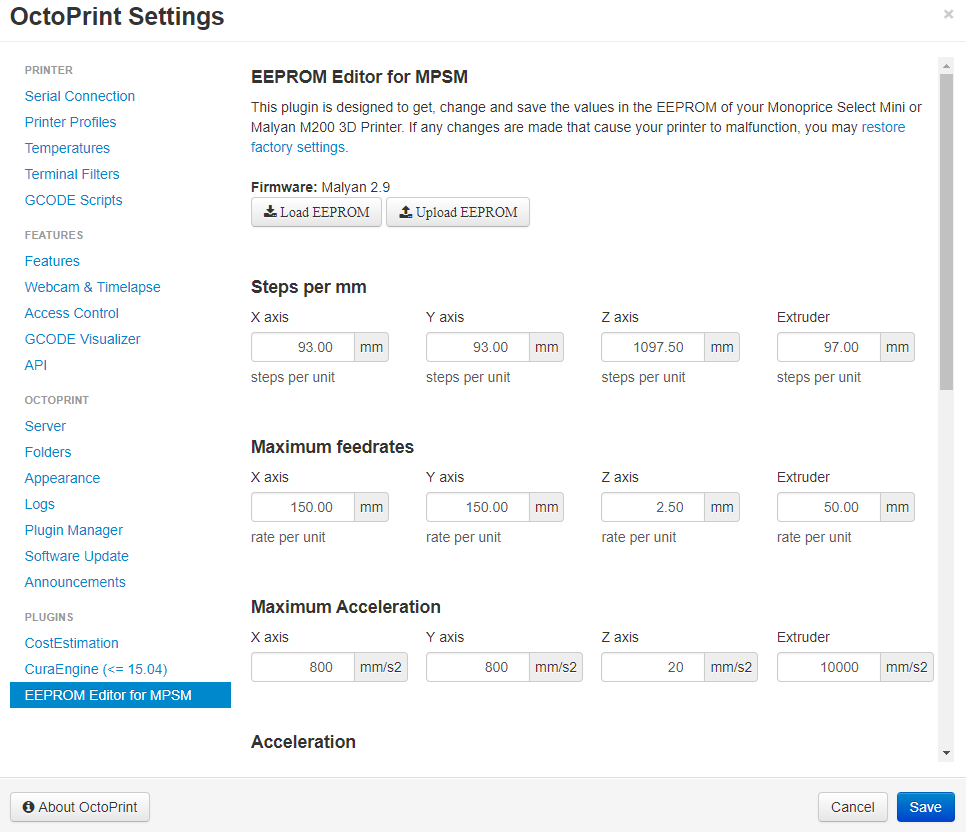 OctoPrint Settings
×
PRINTER
Serial Connection
Printer Profiles
Temperatures
Terminal Filters
GCODE Scripts
FEATURES
Features
Webcam & Timelapse
Access Control
GCODE Visualizer
API
OCTOPRINT
Server
Folders
Appearance
Logs
Plugin Manager
Software Update
Announcements
PLUGINS
CostEstimation
CuraEngine (<= 15.04)
EEPROM Editor for MPSM
EEPROM Editor for MPSM
This plugin is designed to get, change and save the values in the EEPROM of your Monoprice Select Mini or
Malyan M200 3D Printer. If any changes are made that cause your printer to malfunction, you may restore
factory settings.
Firmware: Malyan 2.9
Load EEPROM Upload EEPROM
Steps per mm
X axis Y axis Z axis Extruder
93.00 mm 93.00 mm 1097.50 mm 97.00 mm
steps per unit steps per unit steps per unit steps per unit
Maximum feedrates
X axis Y axis Z axis Extruder
150.00 mm 150.00 mm 2.50 mm 50.00 mm
rate per unit rate per unit rate per unit rate per unit
Maximum Acceleration
X axis Y axis Z axis Extruder
800 mm/s2 800 mm/s2 20 mm/s2 10000 mm/s2
Acceleration
About OctoPrint Cancel Save